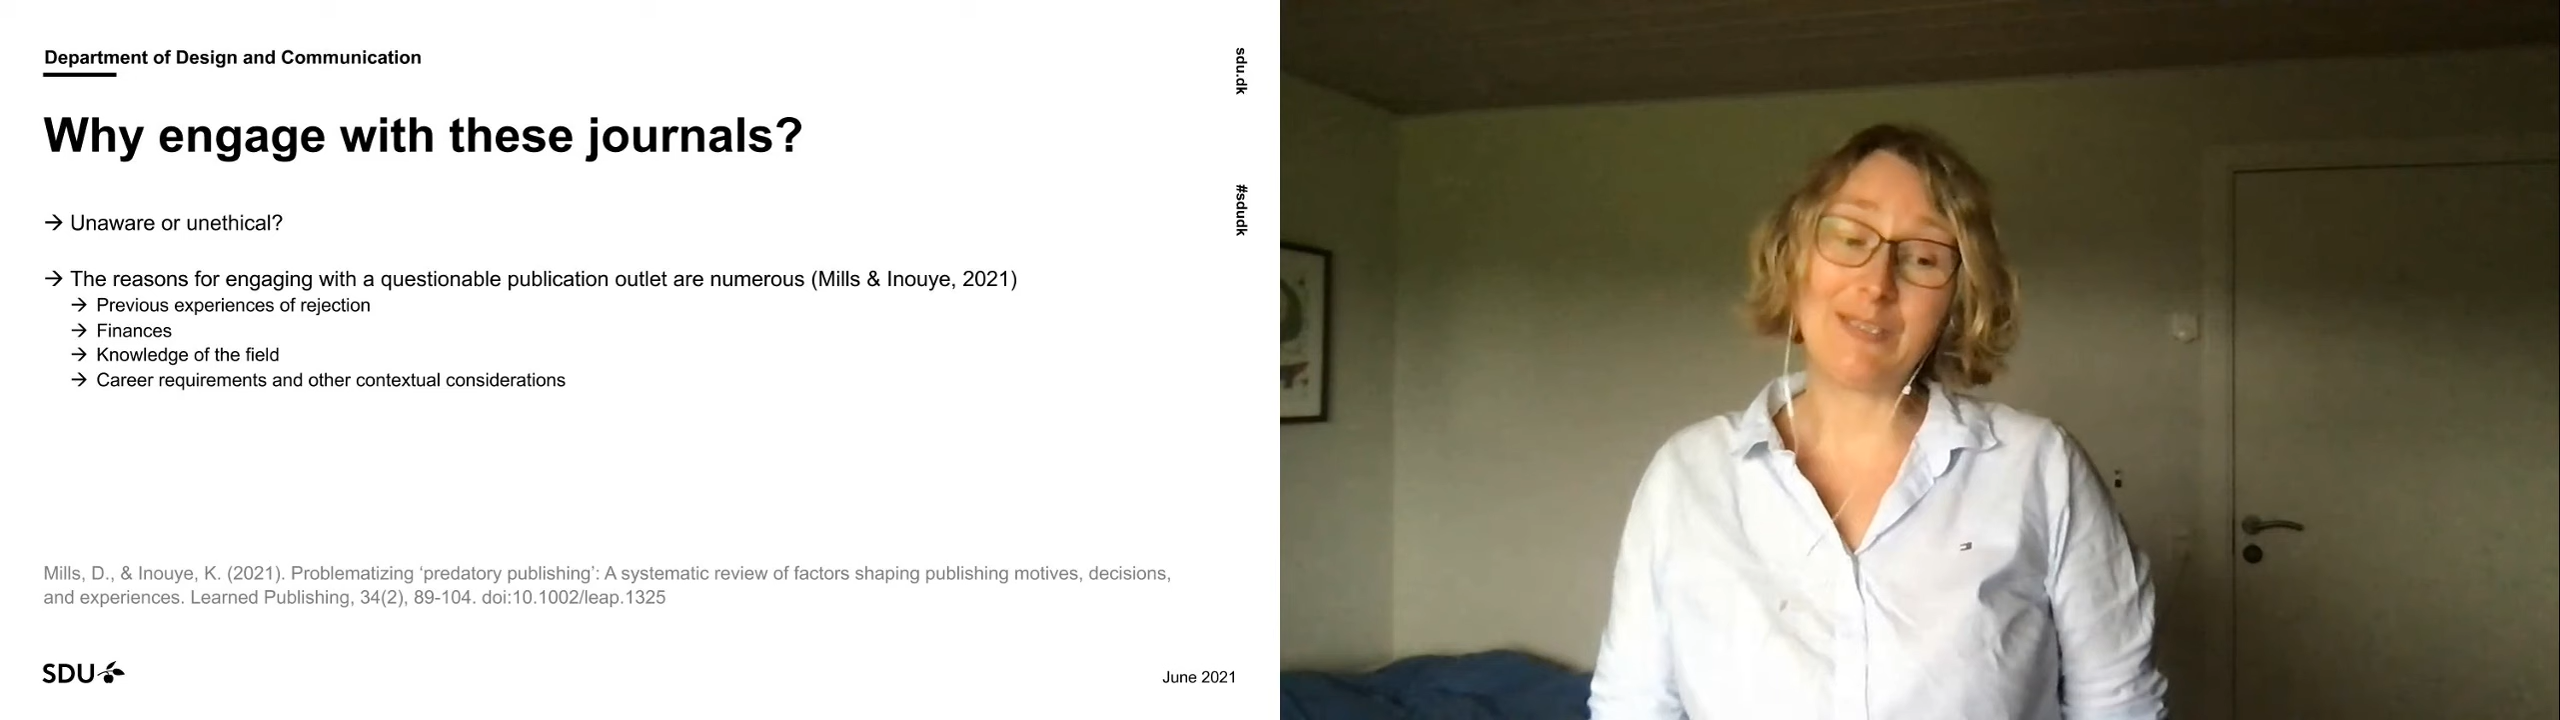 Department of Design and Communication
sdu.dk
Why engage with these journals?
#sdudk
→ Unaware or unethical?
→ The reasons for engaging with a questionable publication outlet are numerous (Mills & Inouye, 2021)
→ Previous experiences of rejection
→ Finances
→ Knowledge of the field
→ Career requirements and other contextual considerations
Mills, D., & Inouye, K. (2021). Problematizing ‘predatory publishing’: A systematic review of factors shaping publishing motives, decisions,
and experiences. Learned Publishing, 34(2), 89-104. doi:10.1002/leap.1325
SDU
June 2021